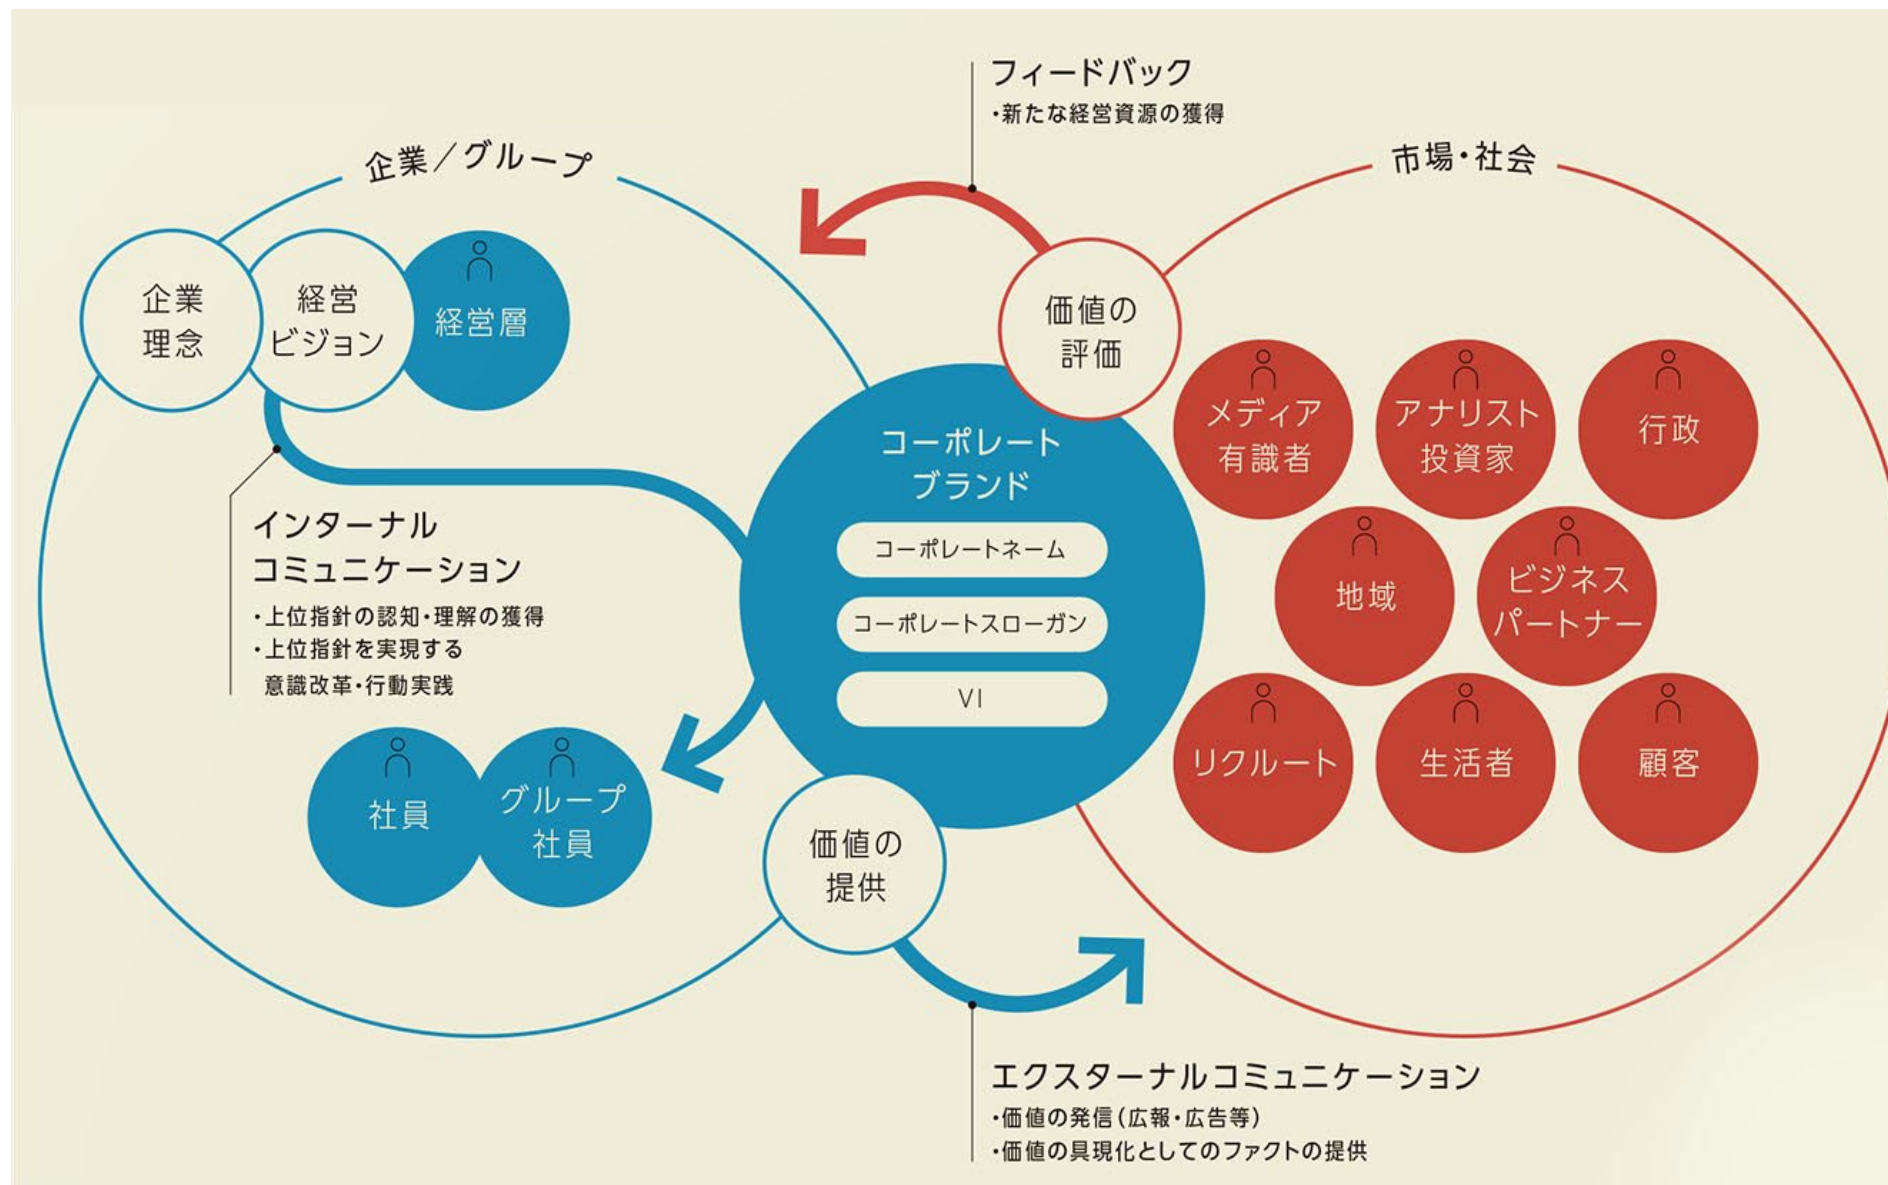 フィードバック
・新たな経営資源の獲得
企業／グループ
市場・社会
企業
理念
経営
ビジョン
経営層
価値の
評価
メディア
有識者
アナリスト
投資家
行政
コーポレート
ブランド
コーポレートネーム
コーポレートスローガン
VI
インターナル
コミュニケーション
・上位指針の認知・理解の獲得
・上位指針を実現する
意識改革・行動実践
地域
ビジネス
パートナー
リクルート
生活者
顧客
社員
グループ
社員
価値の
提供
エクスターナルコミュニケーション
・価値の発信（広報・広告等）
・価値の具現化としてのファクトの提供